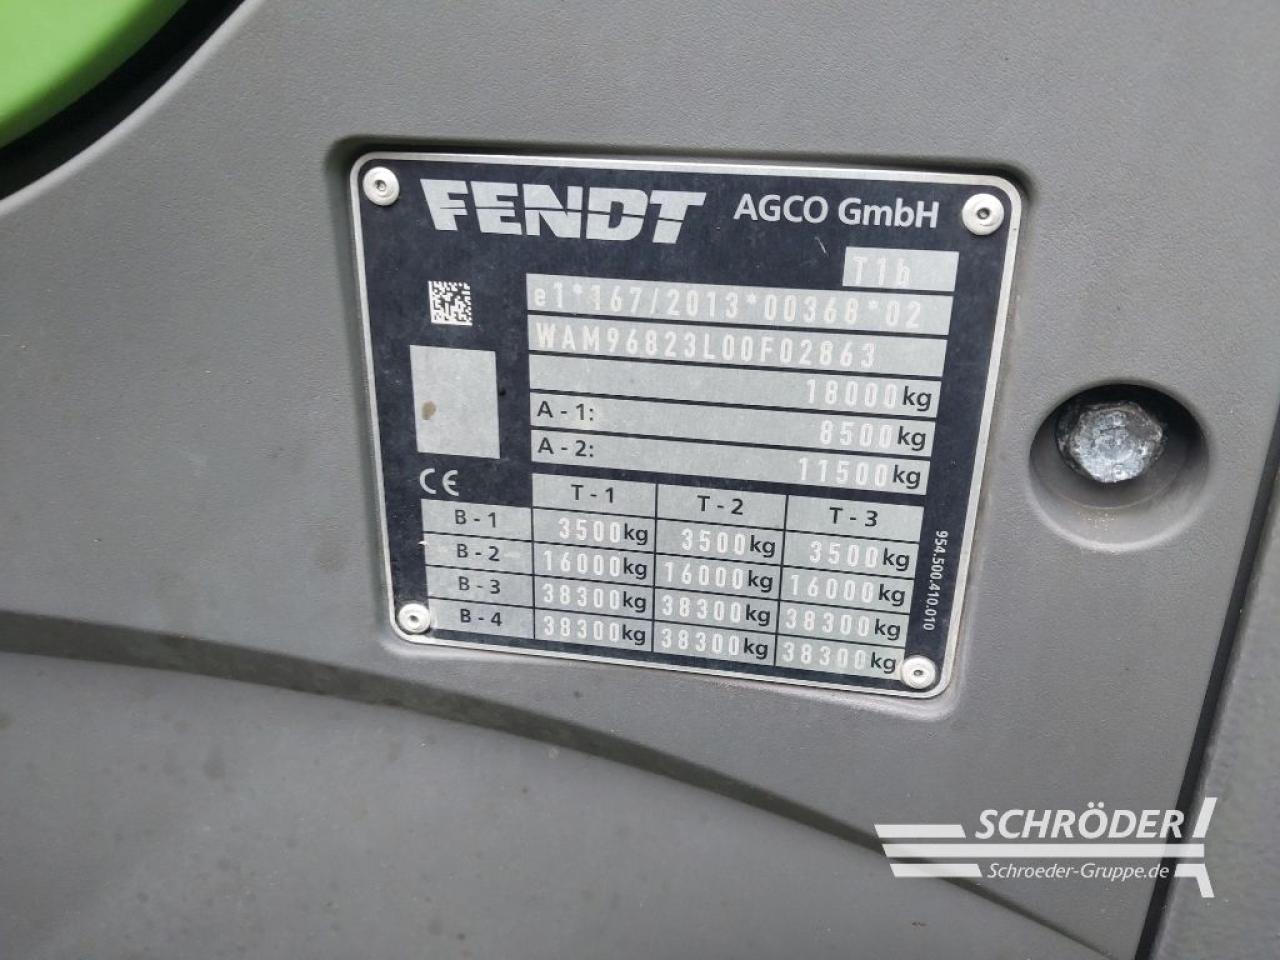 FENDT AGCO GmbH
T1b
e1*167/2013*00368*02
WAM96823L00F02863
18000kg
A - 1: 8500kg
A - 2: 11500kg
CE
T - 1 T - 2 T - 3
B - 1 3500kg 3500kg 3500kg
B - 2 16000kg 16000kg 16000kg
B - 3 38300kg 38300kg 38300kg
B - 4 38300kg 38300kg 38300kg
954.500.410.010
SCHRÖDER
Schroeder-Gruppe.de